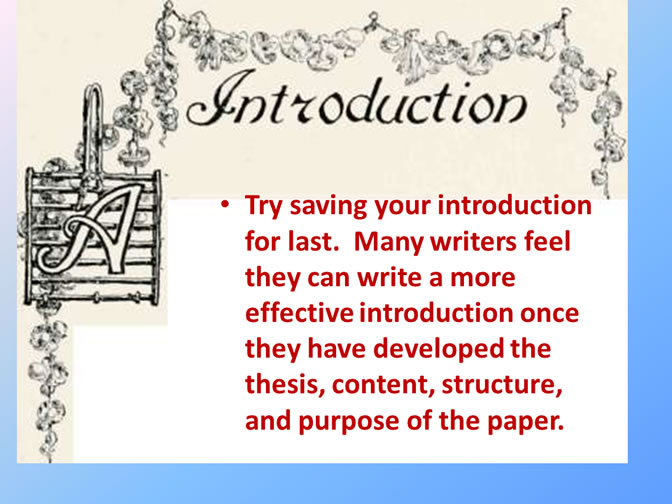 Introduction
A
• Try saving your introduction
for last.  Many writers feel
they can write a more
effective introduction once
they have developed the
thesis, content, structure,
and purpose of the paper.